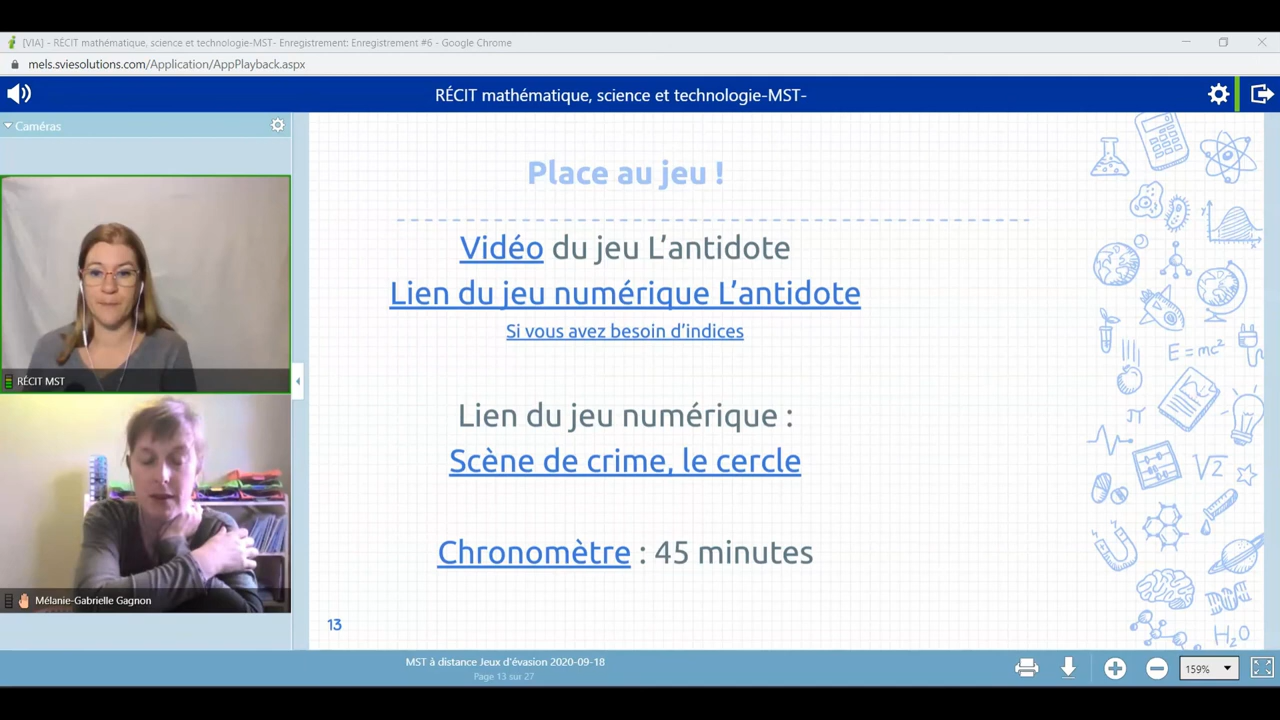 [VIA] - RÉCIT mathématique, science et technologie-MST- Enregistrement: Enregistrement #6 - Google Chrome
mels.sviesolutions.com/Application/AppPlayback.aspx
RÉCIT mathématique, science et technologie-MST-
Caméras
RÉCIT MST
Mélanie-Gabrielle Gagnon
Place au jeu !
Vidéo du jeu L’antidote
Lien du jeu numérique L’antidote
Si vous avez besoin d’indices
Lien du jeu numérique :
Scène de crime, le cercle
Chronomètre : 45 minutes
E=mc²
π
√2
H₂O
13
MST à distance Jeux d'évasion 2020-09-18
Page 13 sur 27
159%